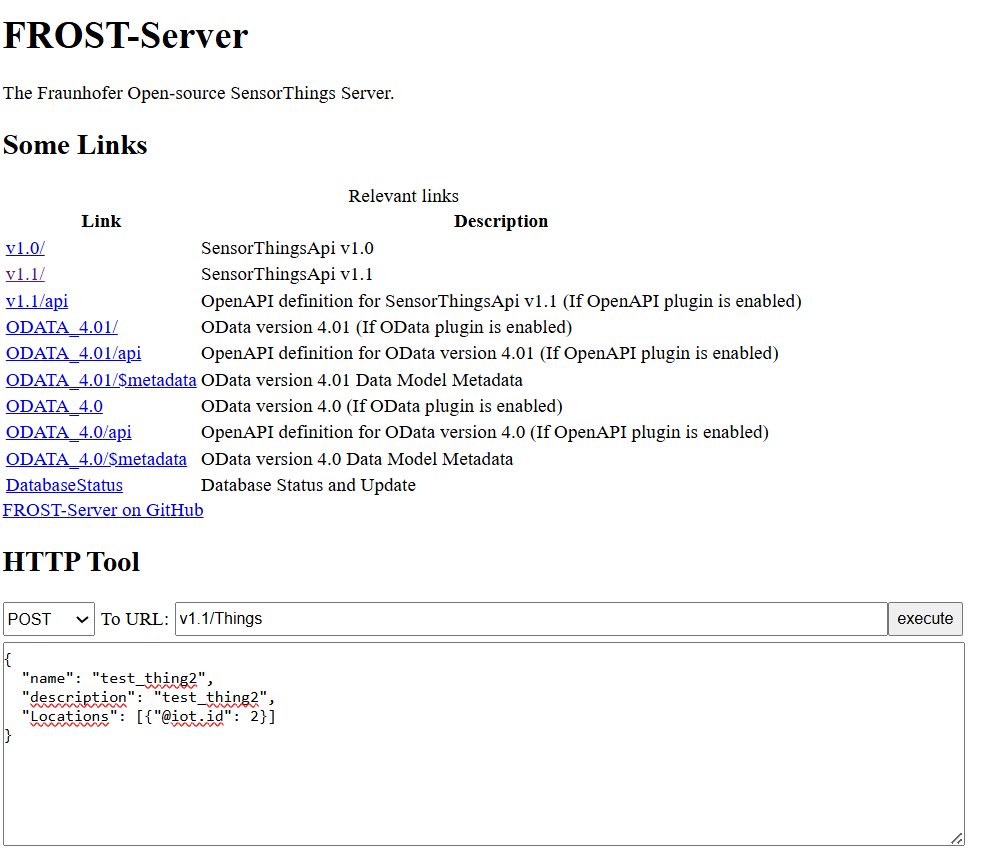 FROST-Server
The Fraunhofer Open-source SensorThings Server.
Some Links
Relevant links
Link Description
v1.0/ SensorThingsApi v1.0
v1.1/ SensorThingsApi v1.1
v1.1/api OpenAPI definition for SensorThingsApi v1.1 (If OpenAPI plugin is enabled)
ODATA_4.01/ OData version 4.01 (If OData plugin is enabled)
ODATA_4.01/api OpenAPI definition for OData version 4.01 (If OpenAPI plugin is enabled)
ODATA_4.01/$metadata OData version 4.01 Data Model Metadata
ODATA_4.0 OData version 4.0 (If OData plugin is enabled)
ODATA_4.0/api OpenAPI definition for OData version 4.0 (If OpenAPI plugin is enabled)
ODATA_4.0/$metadata OData version 4.0 Data Model Metadata
DatabaseStatus Database Status and Update
FROST-Server on GitHub
HTTP Tool
POST To URL: v1.1/Things execute
{
"name": "test_thing2",
"description": "test_thing2",
"Locations": [{"@iot.id": 2}]
}